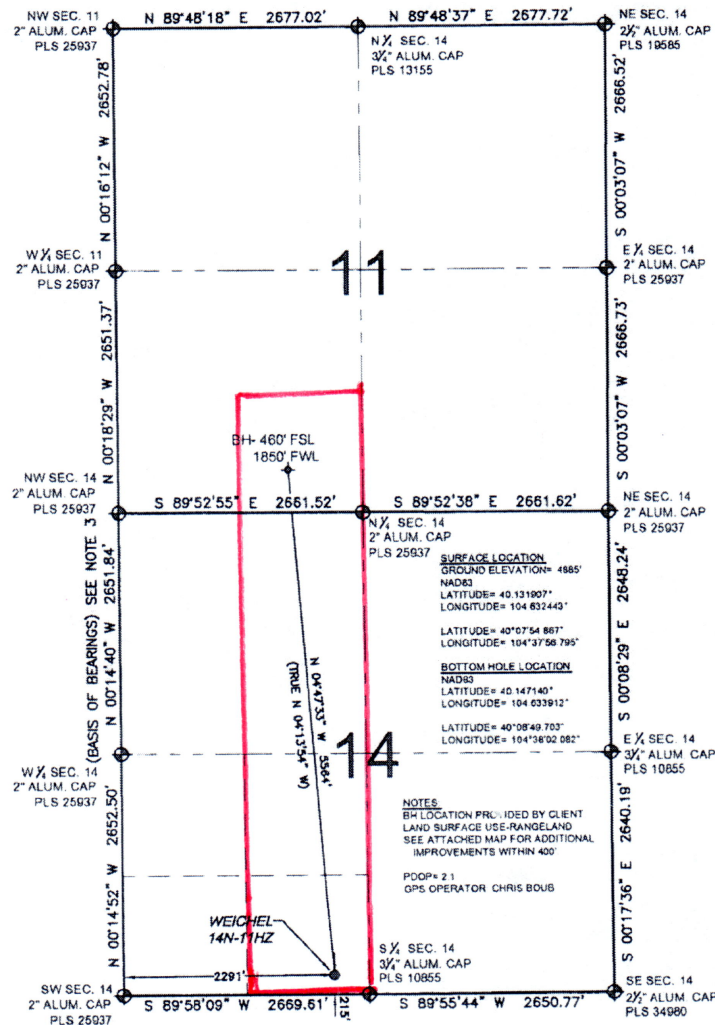 NW SEC. 11
2" ALUM. CAP
PLS 25937
N 89°48'18" E 2677.02'
N 89°48'37" E 2677.72'
NE SEC. 14
2½" ALUM. CAP
PLS 19585
N ¼ SEC. 14
3¼" ALUM. CAP
PLS 13155
N 00°16'12" W 2652.78'
S 00°03'07" W 2666.52'
W ¼ SEC. 11
2" ALUM. CAP
PLS 25937
11
E ¼ SEC. 14
2" ALUM. CAP
PLS 25937
N 00°18'29" W 2651.37'
S 00°03'07" W 2666.73'
BH- 460' FSL
1850' FWL
NW SEC. 14
2" ALUM. CAP
PLS 25937
S 89°52'55" E 2661.52'
S 89°52'38" E 2661.62'
NE SEC. 14
2" ALUM. CAP
PLS 25937
N ¼ SEC. 14
2" ALUM. CAP
PLS 25937
(BASIS OF BEARINGS) SEE NOTE 3
N 00°14'40" W 2651.84'
S 00°08'29" E 2648.24'
SURFACE LOCATION
GROUND ELEVATION= 4885'
NAD83
LATITUDE= 40.131907°
LONGITUDE= 104.632443°
LATITUDE= 40°07'54.867"
LONGITUDE= 104°37'56.795"
BOTTOM HOLE LOCATION
NAD83
LATITUDE= 40.147140°
LONGITUDE= 104.633912°
LATITUDE= 40°08'49.703"
LONGITUDE= 104°38'02.082"
N 04°47'33" W 5564'
(TRUE N 04°13'54" W)
14
W ¼ SEC. 14
2" ALUM. CAP
PLS 25937
E ¼ SEC. 14
3¼" ALUM. CAP
PLS 10855
NOTES
BH LOCATION PROVIDED BY CLIENT
LAND SURFACE USE-RANGELAND
SEE ATTACHED MAP FOR ADDITIONAL
IMPROVEMENTS WITHIN 400'
PDOP= 2.1
GPS OPERATOR CHRIS BOUB
N 00°14'52" W 2652.50'
S 00°17'36" E 2640.19'
WEICHEL
14N-11HZ
2291'
215'
S ¼ SEC. 14
3¼" ALUM. CAP
PLS 10855
SW SEC. 14
2" ALUM. CAP
PLS 25937
S 89°58'09" W 2669.51'
S 89°55'44" W 2650.77'
SE SEC. 14
2½" ALUM. CAP
PLS 34980